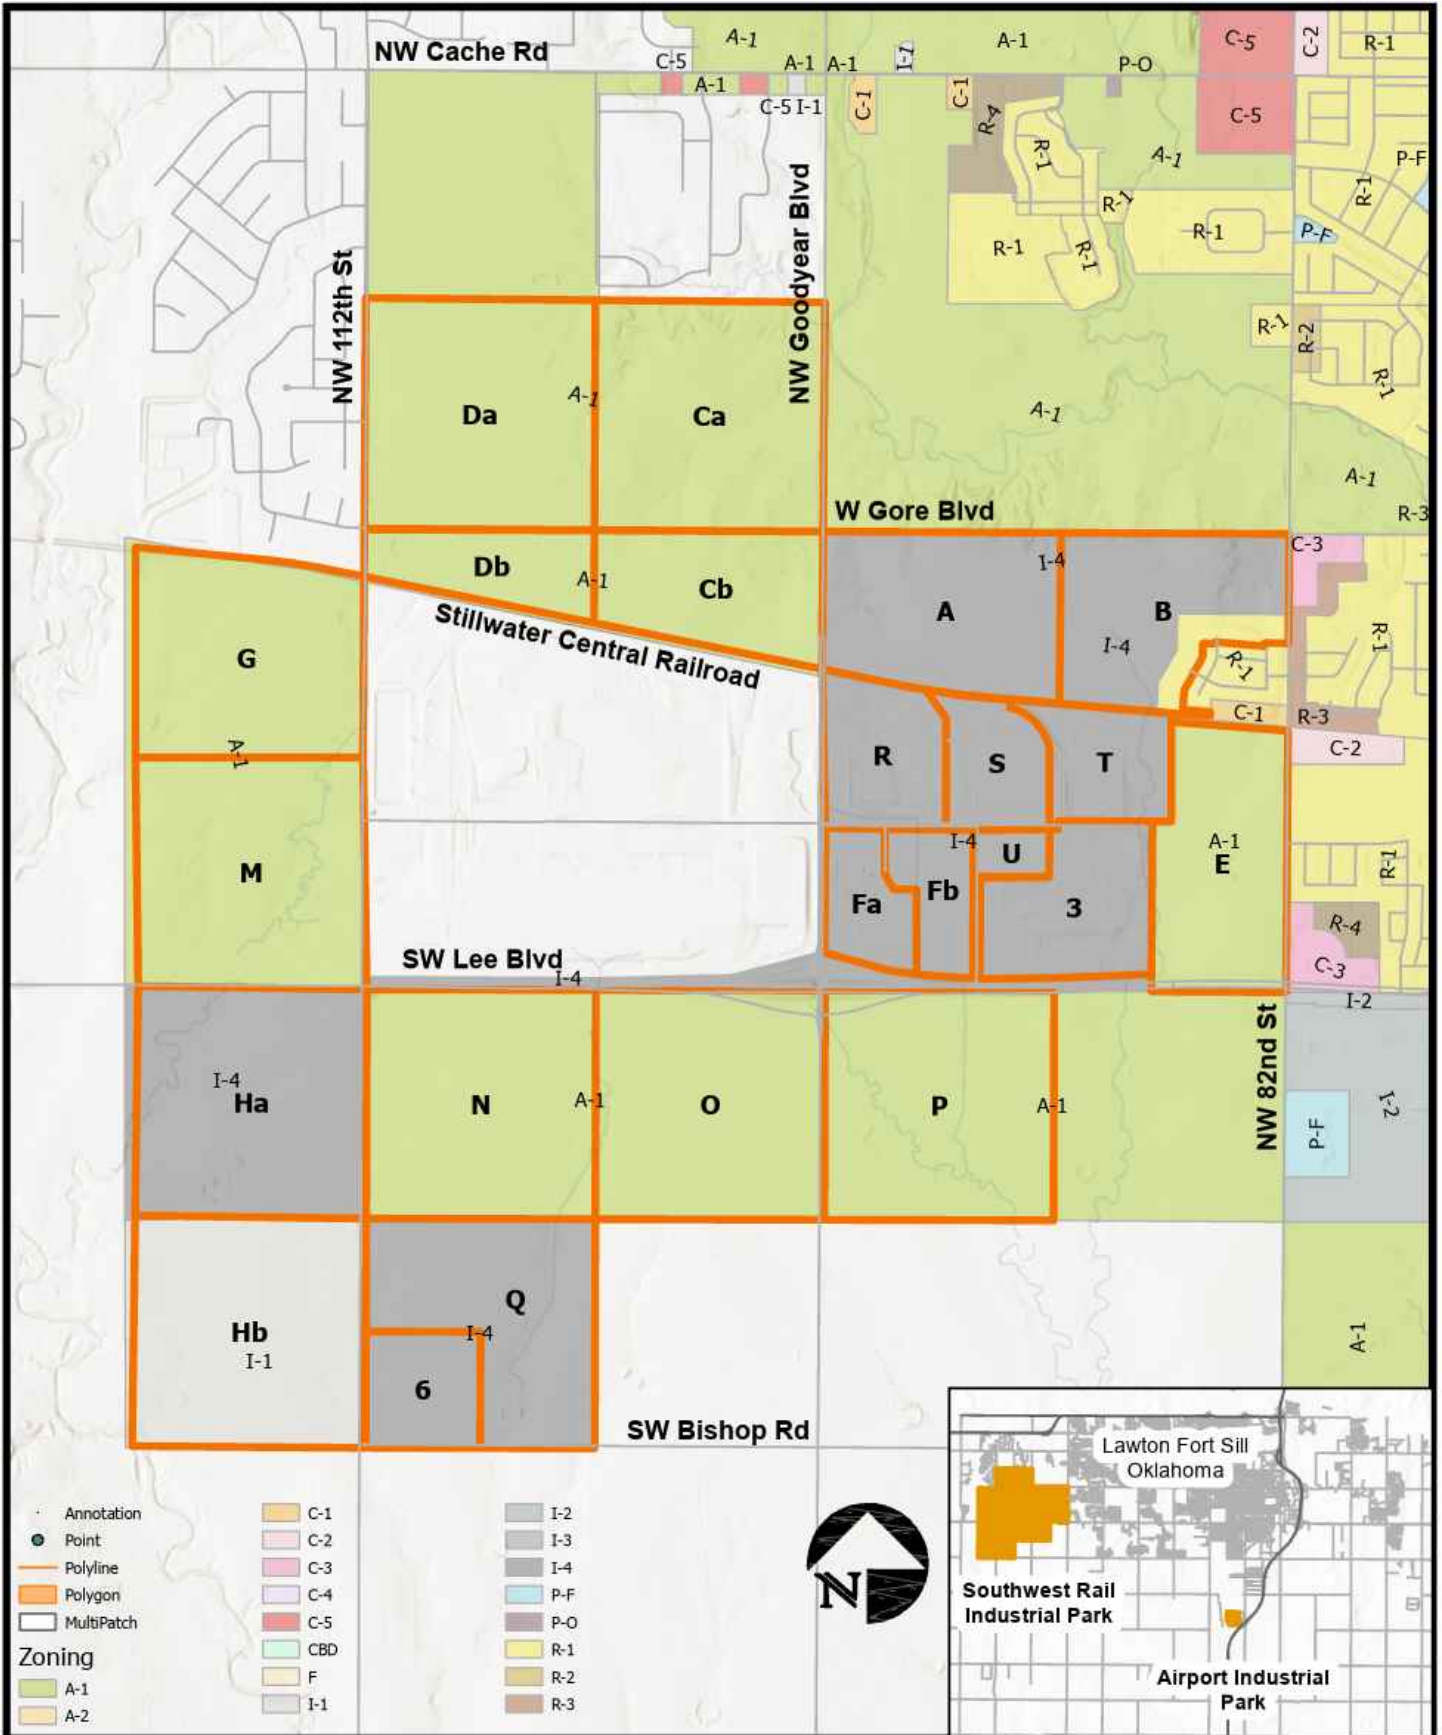 A-1
C-5
C-2
R-1
NW Cache Rd
C-5
A-1
A-1
I-1
A-1
P-O
A-1
C-5 I-1
C-1
C-1
R-4
C-5
R-1
A-1
P-F
R-1
R-1
R-1
P-F
R-1
R-1
NW 112th St
NW Goodyear Blvd
R-1
R-2
R-1
Da
A-1
Ca
A-1
A-1
W Gore Blvd
R-3
C-3
I-4
Db
A-1
Cb
A
B
I-4
R-1
R-1
Stillwater Central Railroad
G
C-1
R-3
C-2
A-1
R
S
T
I-4
U
A-1
E
R-1
M
Fa
Fb
3
R-4
SW Lee Blvd
I-4
C-3
I-2
NW 82nd St
I-4
Ha
N
A-1
O
P
A-1
I-2
P-F
Q
Hb
I-1
I-4
A-1
6
SW Bishop Rd
Lawton Fort Sill
Oklahoma
Southwest Rail
Industrial Park
Airport Industrial
Park
N
Annotation
Point
Polyline
Polygon
MultiPatch
Zoning
A-1
A-2
C-1
C-2
C-3
C-4
C-5
CBD
F
I-1
I-2
I-3
I-4
P-F
P-O
R-1
R-2
R-3